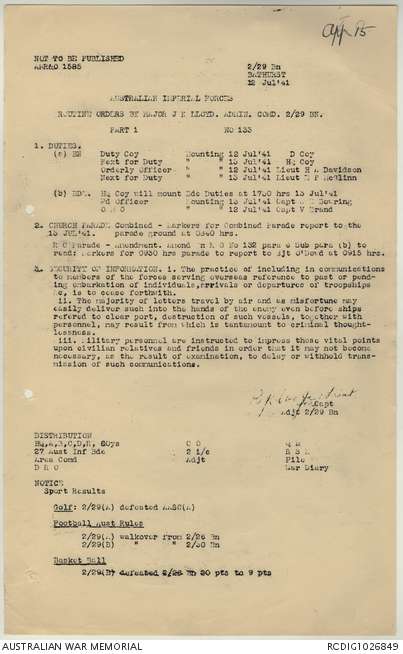 App 15
NOT TO BE PUBLISHED
ARR&O 1585
2/29 Bn
BATHURST
12 Jul'41
AUSTRALIAN IMPERIAL FORCES
ROUTINE ORDERS BY MAJOR J E LLOYD. ADMIN. COMD. 2/29 BN.
PART 1 NO 133
1. DUTIES.
(a) BN Duty Coy Mounting 12 Jul'41 D Coy
Next for Duty " " 13 Jul'41 Hq Coy
Orderly Officer " " 12 Jul'41 Lieut H A Davidson
Next for Duty " " 13 Jul'41 Lieut McGlinn
(b) BDE. Hq Coy will mount Bde Duties at 1730 hrs 13 Jul'41
Fd Officer " 13 Jul'41 Capt Bowring
O " 12 Jul'41 Capt V Brand
2. CHURCH PARADE Combined - Markers for Combined Parade report to the
13 JUL'41. parade ground at 0840 hrs.
R C Parade - Amendment. Amend R O No 132 para 2 Sub para (b) to
read: Markers for 0930 hrs parade to report to Sjt O'Dowd at 0915 hrs.
SECURITY OF INFORMATION. i. The practice of including in communications
to members of the forces serving overseas reference to past or pend-
ing embarkation of individuals, arrivals or departures of troopships
&c, is to cease forthwith.
ii. The majority of letters travel by air and as misfortune may
easily deliver such into the hands of the enemy even before ships
refered to clear port, destruction of such vessels, together with
personnel, may result from which is tantamount to criminal thought-
lessness.
iii. Military personnel are instructed to impress these vital points
upon civilian relatives and friends in order that it may not become
necessary, as the result of examination, to delay or withhold trans-
mission of such communications.
Capt
Adjt 2/29 Bn
DISTRIBUTION
Hq,A,B,C,D,R, Coys C O Q M
27 Aust Inf Bde 2 i/c R S M
Area Comd Adjt File
D R O War Diary
NOTICE
Sport Results
Golf: 2/29(A) defeated AASC(A)
Football Aust Rules
2/29(A) walkover from 2/26 Bn
2/29(B) " " 2/30 Bn
Basket Ball
2/29(B) defeated 2/26 Bn 20 pts to 9 pts
AUSTRALIAN WAR MEMORIAL
RCDIG1026849